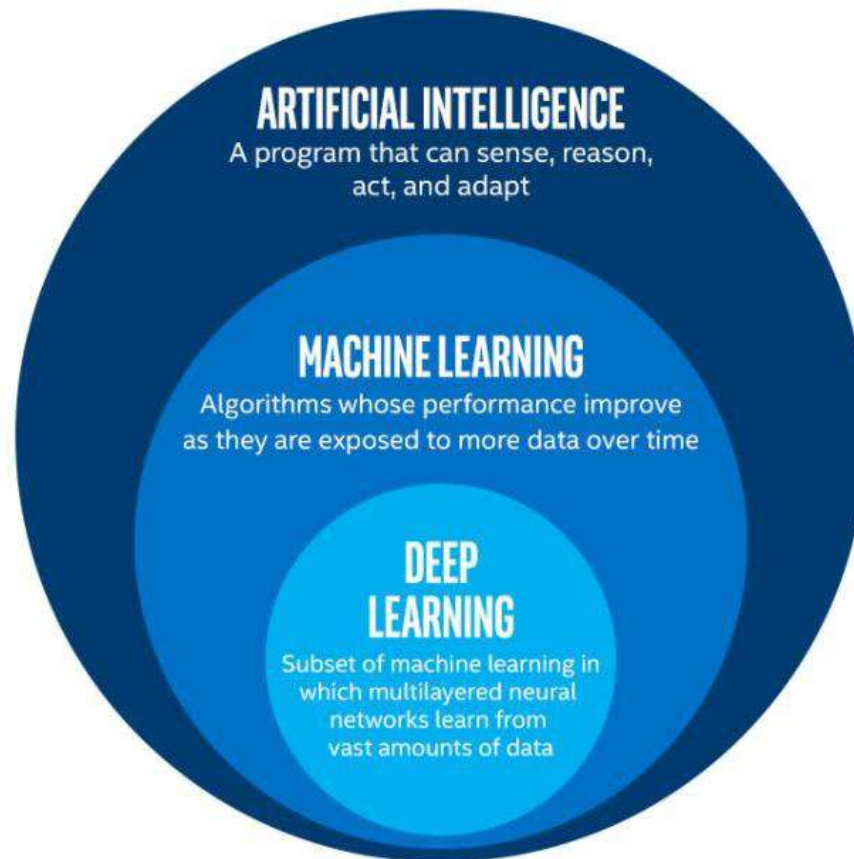 ARTIFICIAL INTELLIGENCE
A program that can sense, reason,
act, and adapt
MACHINE LEARNING
Algorithms whose performance improve
as they are exposed to more data over time
DEEP
LEARNING
Subset of machine learning in
which multilayered neural
networks learn from
vast amounts of data